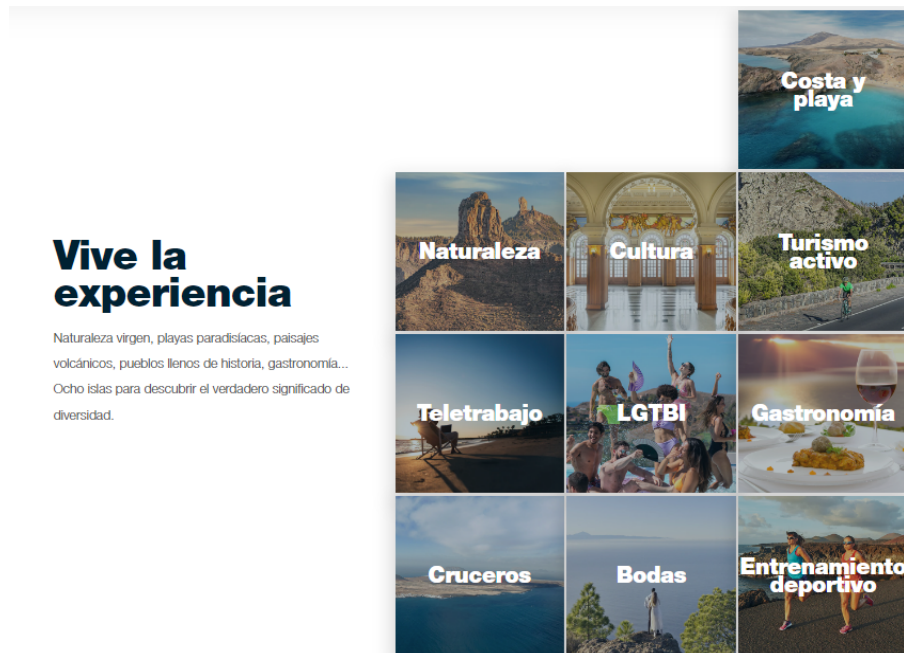 Costa y
playa
Naturaleza
Cultura
Turismo
activo
Vive la
experiencia
Naturaleza virgen, playas paradisíacas, paisajes
volcánicos, pueblos llenos de historia, gastronomía...
Ocho islas para descubrir el verdadero significado de
diversidad.
Teletrabajo
LGTBI
Gastronomía
Cruceros
Bodas
Entrenamiento
deportivo